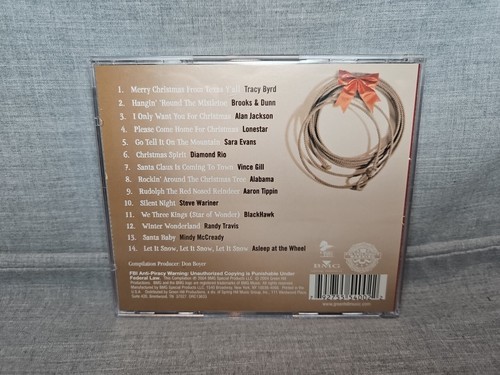 1. Merry Christmas From Texas Y'all Tracy Byrd
2. Hangin' 'Round The Mistletoe Brooks & Dunn
3. I Only Want You For Christmas Alan Jackson
4. Please Come Home For Christmas Lonestar
5. Go Tell It On The Mountain Sara Evans
6. Christmas Spirit Diamond Rio
7. Santa Claus Is Coming To Town Vince Gill
8. Rockin' Around The Christmas Tree Alabama
9. Rudolph The Red Nosed Reindeer Aaron Tippin
10. Silent Night Steve Wariner
11. We Three Kings (Star of Wonder) BlackHawk
12. Winter Wonderland Randy Travis
13. Santa Baby Mindy McCready
14. Let It Snow, Let It Snow, Let It Snow Asleep at the Wheel
Compilation Producer: Don Boyer
BMG
FBI Anti-Piracy Warning: Unauthorized Copying is Punishable Under
Federal Law.
www.greenhillmusic.com